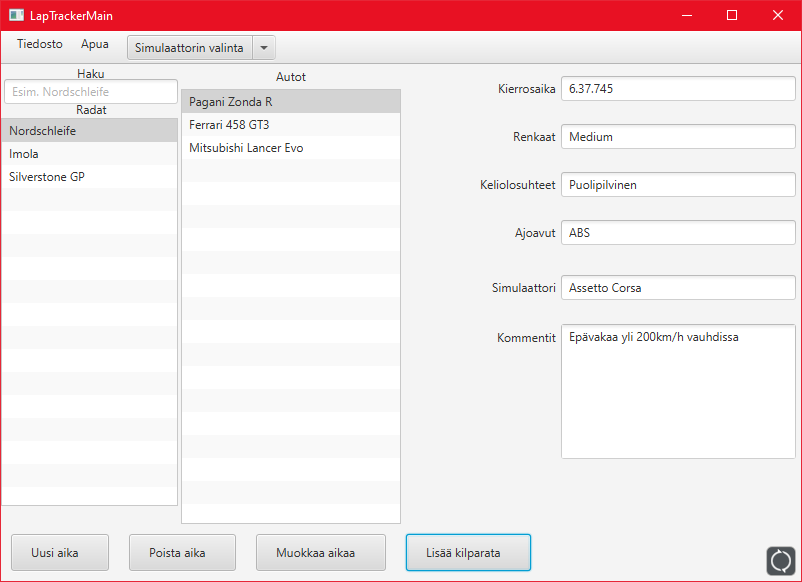 LapTrackerMain
Tiedosto Apua Simulaattorin valinta
Haku
Esim. Nordschleife
Radat
Nordschleife
Imola
Silverstone GP
Autot
Pagani Zonda R
Ferrari 458 GT3
Mitsubishi Lancer Evo
Kierrosaika 6.37.745
Renkaat Medium
Keliolosuhteet Puolipilvinen
Ajoavut ABS
Simulaattori Assetto Corsa
Kommentit Epävakaa yli 200km/h vauhdissa
Uusi aika Poista aika Muokkaa aikaa Lisää kilparata